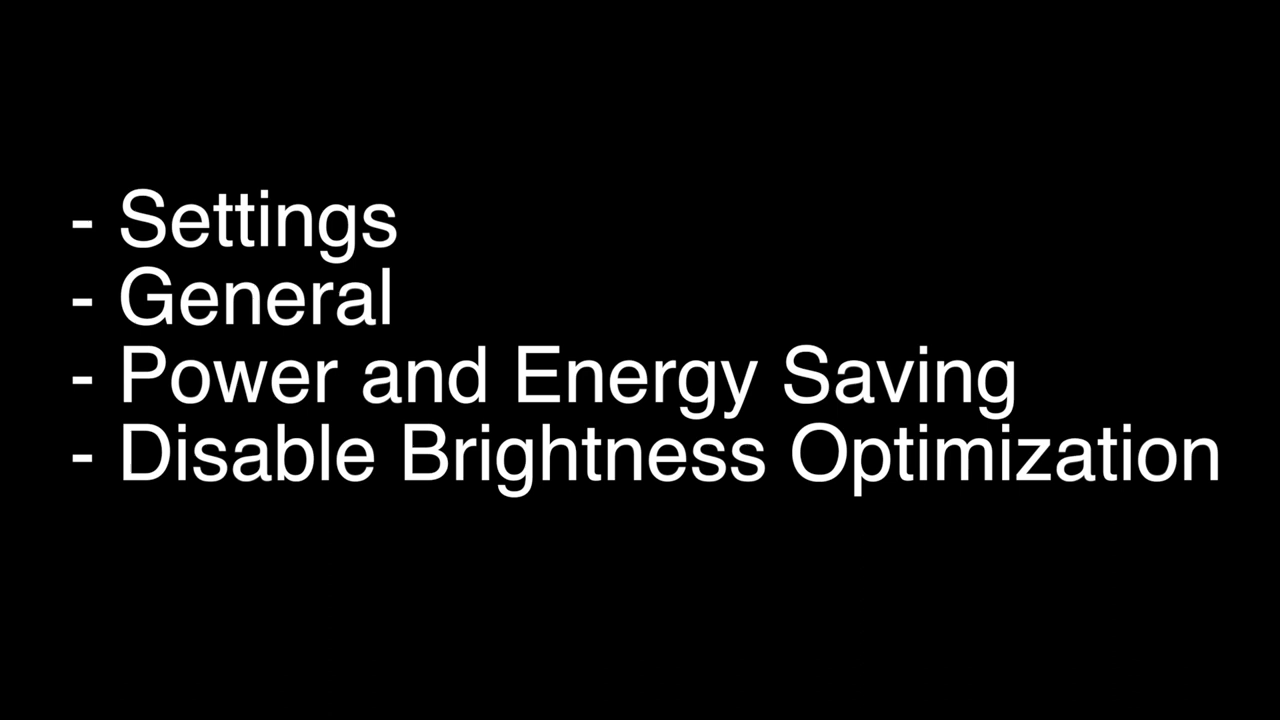 - Settings
- General
- Power and Energy Saving
- Disable Brightness Optimization